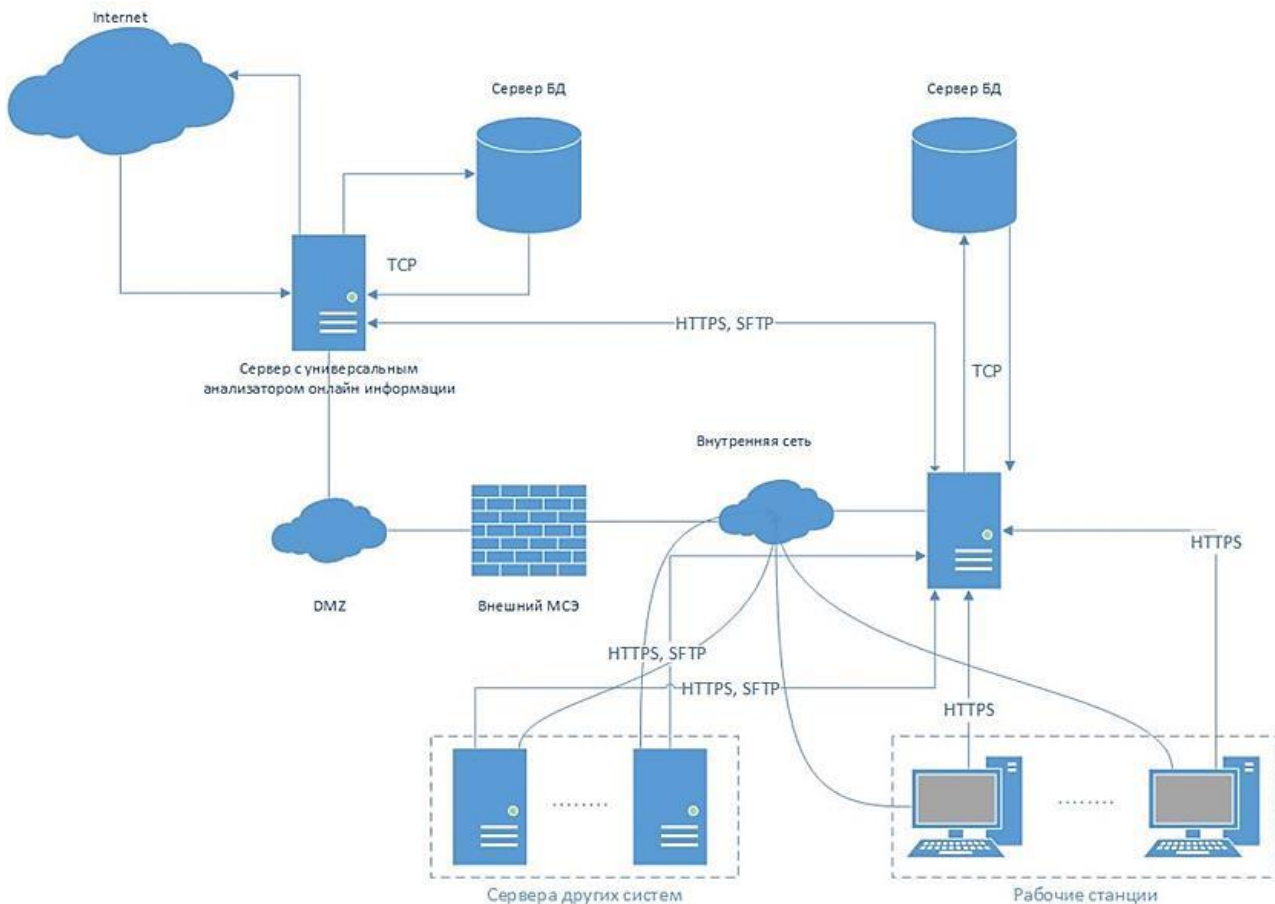 Internet
Сервер БД
Сервер БД
TCP
HTTPS, SFTP
Сервер с универсальным
анализатором онлайн информации
TCP
Внутренняя сеть
HTTPS
DMZ
Внешний МСЭ
HTTPS, SFTP
HTTPS, SFTP
HTTPS
Сервера других систем
Рабочие станции